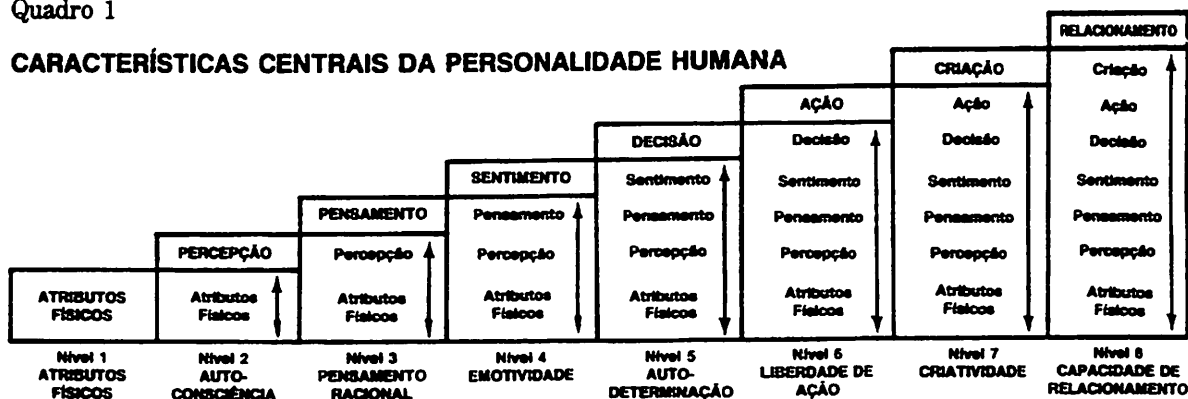 Quadro 1
CARACTERÍSTICAS CENTRAIS DA PERSONALIDADE HUMANA
ATRIBUTOS
FÍSICOS
Nível 1
ATRIBUTOS
FÍSICOS
PERCEPÇÃO
Atributos
Físicos
Nível 2
AUTO-
CONSCIÊNCIA
PENSAMENTO
Percepção
Atributos
Físicos
Nível 3
PENSAMENTO
RACIONAL
SENTIMENTO
Pensamento
Percepção
Atributos
Físicos
Nível 4
EMOTIVIDADE
DECISÃO
Sentimento
Pensamento
Percepção
Atributos
Físicos
Nível 5
AUTO-
DETERMINAÇÃO
AÇÃO
Decisão
Sentimento
Pensamento
Percepção
Atributos
Físicos
Nível 6
LIBERDADE DE
AÇÃO
CRIAÇÃO
Ação
Decisão
Sentimento
Pensamento
Percepção
Atributos
Físicos
Nível 7
CRIATIVIDADE
RELACIONAMENTO
Criação
Ação
Decisão
Sentimento
Pensamento
Percepção
Atributos
Físicos
Nível 8
CAPACIDADE DE
RELACIONAMENTO